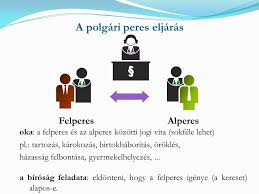 A polgári peres eljárás
§
Felperes Alperes
oka: a felperes és az alperes közötti jogi vita (sokféle lehet)
pl.: tartozás, károkozás, birtokháborítás, öröklés,
házasság felbontása, gyermekelhelyezés, ...
a bíróság feladata: eldönteni, hogy a felperes igénye (a kereset)
alapos-e.